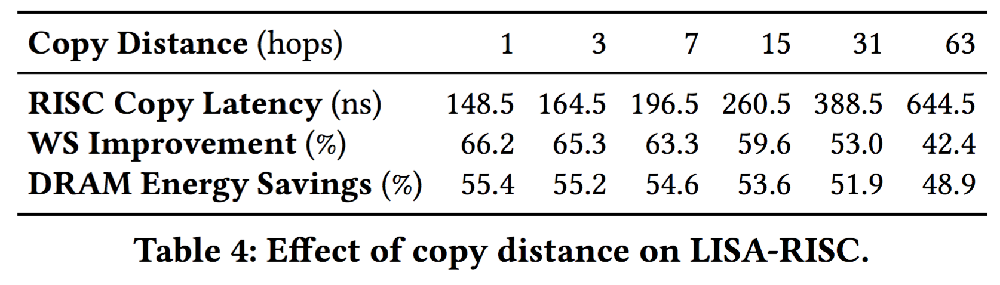 Copy Distance (hops) 1 3 7 15 31 63
RISC Copy Latency (ns) 148.5 164.5 196.5 260.5 388.5 644.5
WS Improvement (%) 66.2 65.3 63.3 59.6 53.0 42.4
DRAM Energy Savings (%) 55.4 55.2 54.6 53.6 51.9 48.9
Table 4: Effect of copy distance on LISA-RISC.